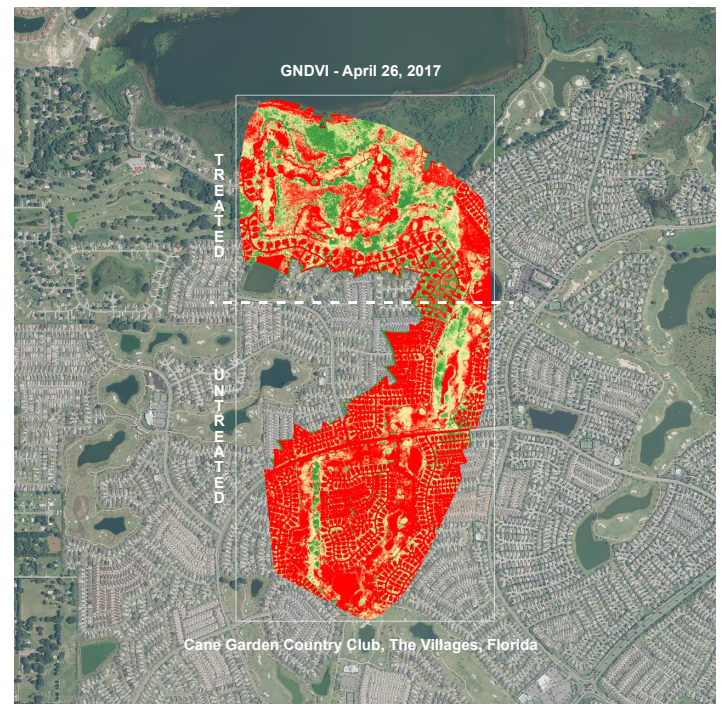 GNDVI - April 26, 2017
TREATED
UNTREATED
Cane Garden Country Club, The Villages, Florida